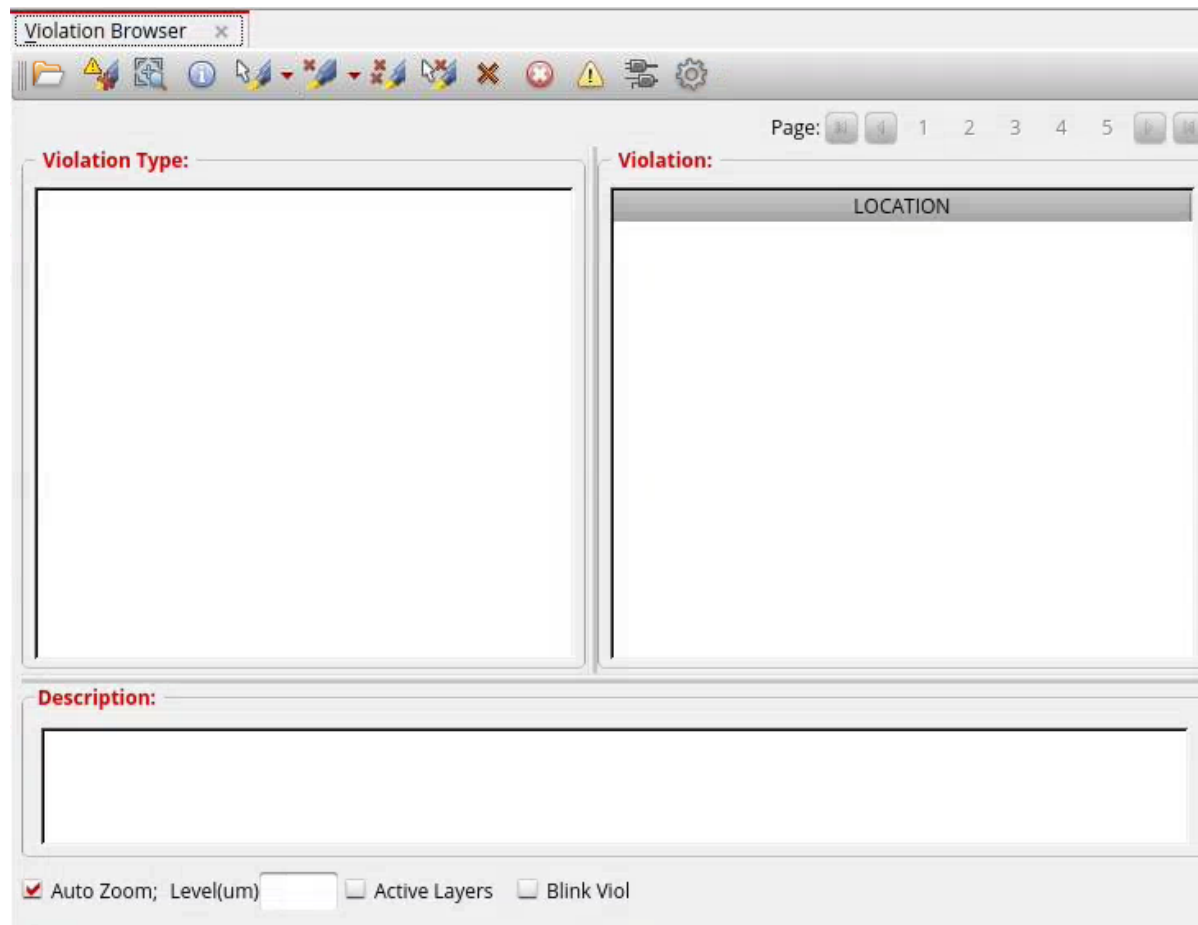 Violation Browser
Page: 1 2 3 4 5
Violation Type:
Violation:
LOCATION
Description:
Auto Zoom; Level(um) Active Layers Blink Viol